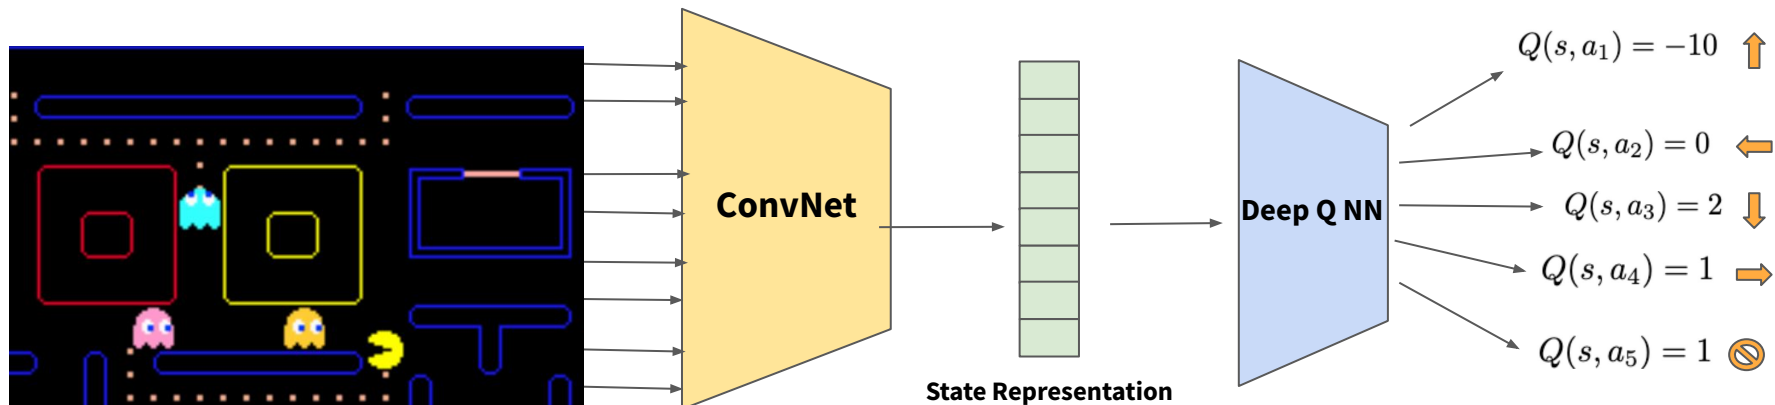 Q(s, a₁) = −10
Q(s, a₂) = 0
ConvNet
Deep Q NN
Q(s, a₃) = 2
Q(s, a₄) = 1
Q(s, a₅) = 1
State Representation